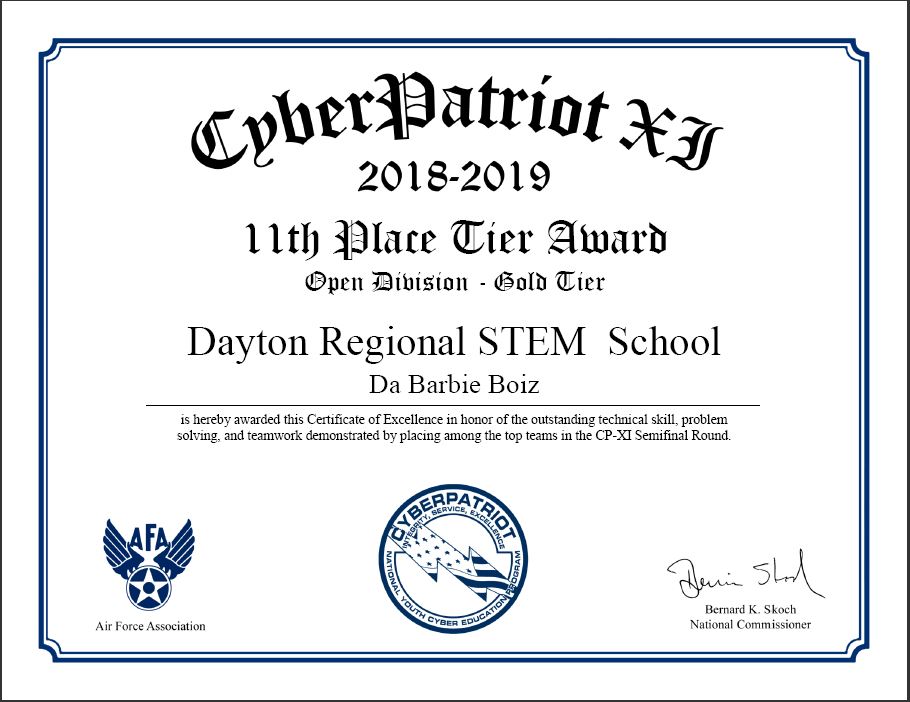 CyberPatriot XI
2018-2019
11th Place Tier Award
Open Division - Gold Tier
Dayton Regional STEM  School
Da Barbie Boiz
is hereby awarded this Certificate of Excellence in honor of the outstanding technical skill, problem
solving, and teamwork demonstrated by placing among the top teams in the CP-XI Semifinal Round.
AFA
Air Force Association
CYBERPATRIOT
INTEGRITY, SERVICE, EXCELLENCE
NATIONAL YOUTH CYBER EDUCATION PROGRAM
Bernard K. Skoch
National Commissioner